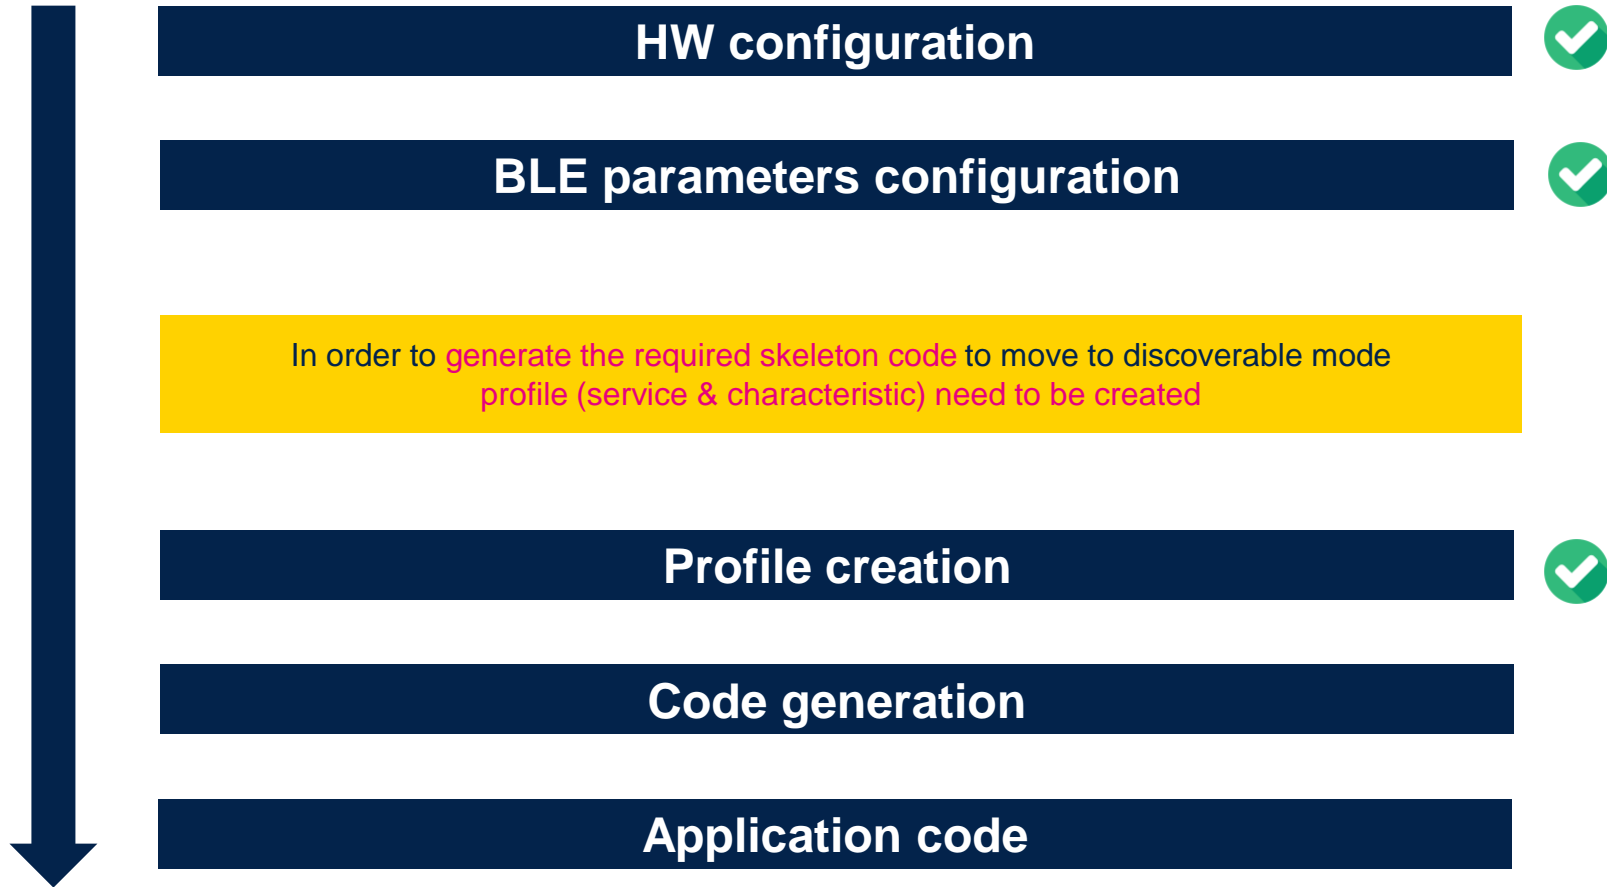 HW configuration
BLE parameters configuration
In order to generate the required skeleton code to move to discoverable mode
profile (service & characteristic) need to be created
Profile creation
Code generation
Application code